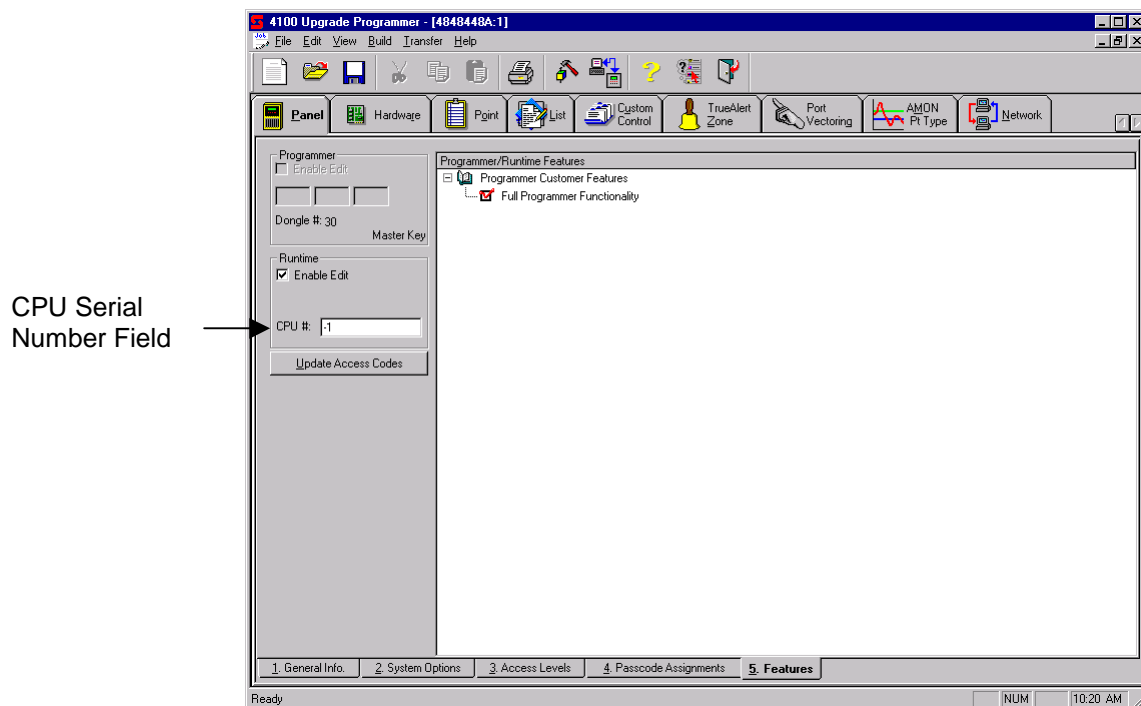 4100 Upgrade Programmer - [4848448A:1]
Job File Edit View Build Transfer Help
Panel Hardware Point List Custom Control TrueAlert Zone Port Vectoring AMON Pt Type Network
Programmer
Enable Edit
Dongle #: 30
Master Key
Runtime
Enable Edit
CPU #: -1
Update Access Codes
Programmer/Runtime Features
Programmer Customer Features
Full Programmer Functionality
CPU Serial
Number Field
1. General Info. 2. System Options 3. Access Levels 4. Passcode Assignments 5. Features
Ready NUM 10:20 AM